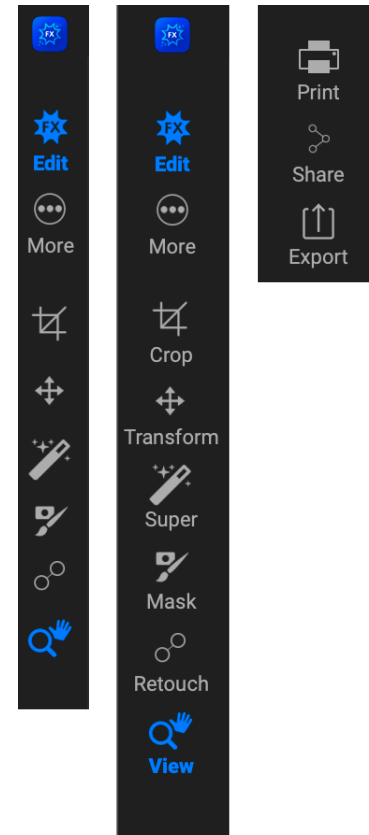 FX
FX
Edit
More
FX
FX
Edit
More
Crop
Transform
Super
Mask
Retouch
View
Print
Share
Export